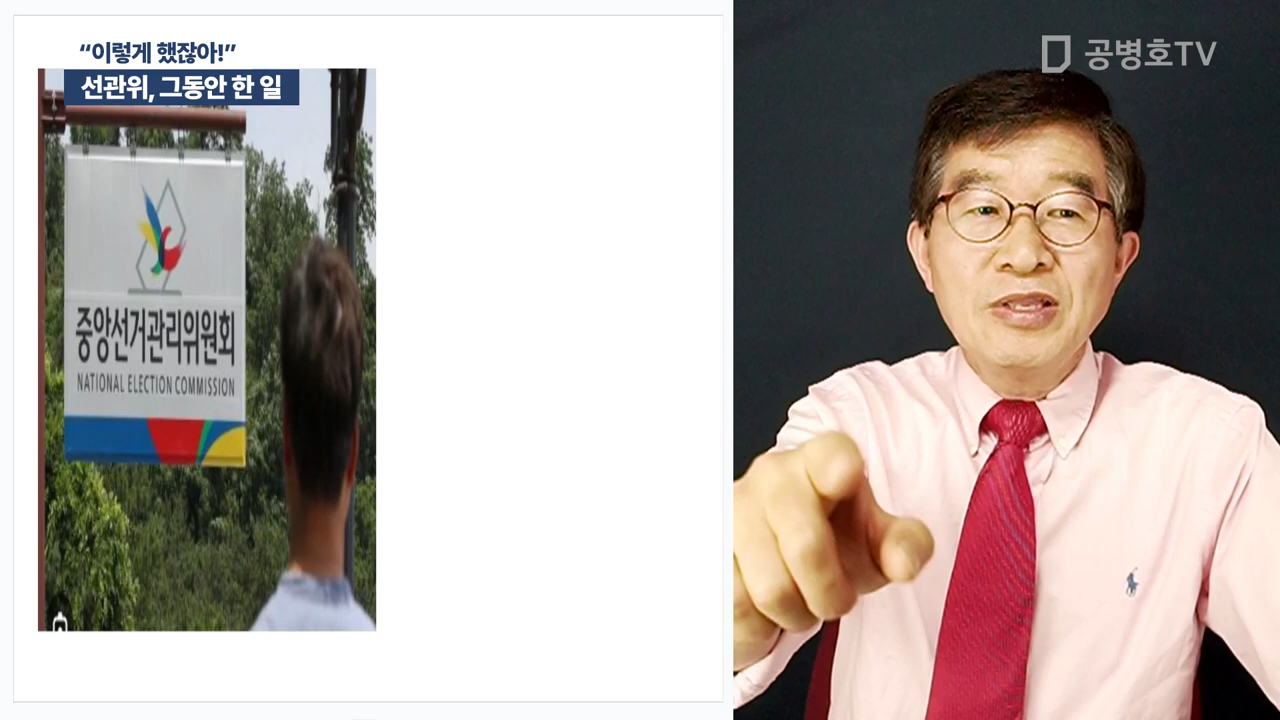 “이렇게 했잖아!”
선관위, 그동안 한 일
중앙선거관리위원회
NATIONAL ELECTION COMMISSION
공병호TV